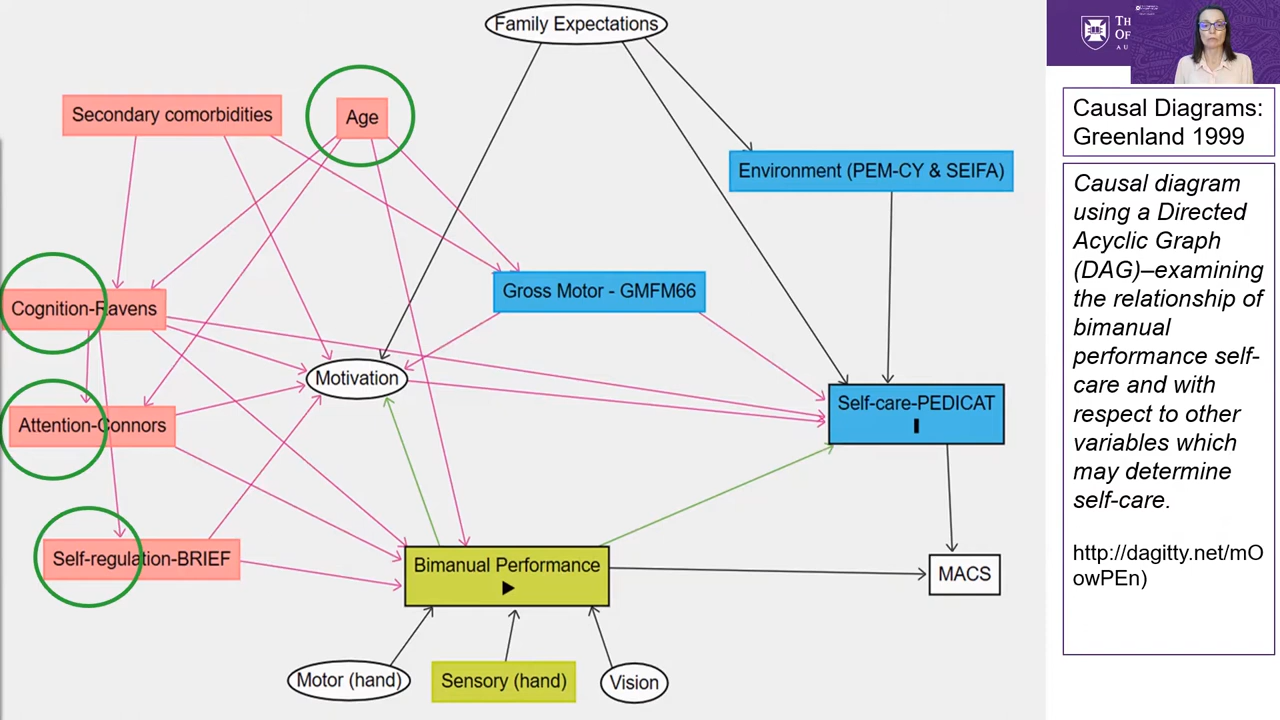 Family Expectations
Th
Of
A U
Secondary comorbidities
Age
Causal Diagrams:
Greenland 1999
Environment (PEM-CY & SEIFA)
Causal diagram
using a Directed
Acyclic Graph
(DAG)–examining
the relationship of
bimanual
performance self-
care and with
respect to other
variables which
may determine
self-care.
http://dagitty.net/mO
owPEn)
Gross Motor - GMFM66
Cognition-Ravens
Motivation
Self-care-PEDICAT
Attention-Connors
Self-regulation-BRIEF
Bimanual Performance
MACS
Motor (hand)
Sensory (hand)
Vision